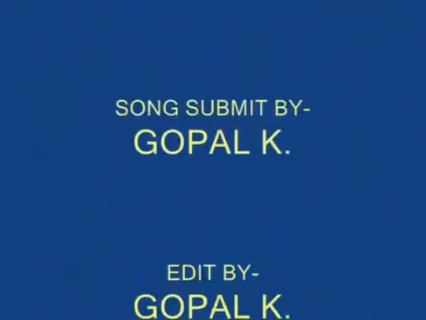 SONG SUBMIT BY-
GOPAL K.
EDIT BY-
GOPAL K.